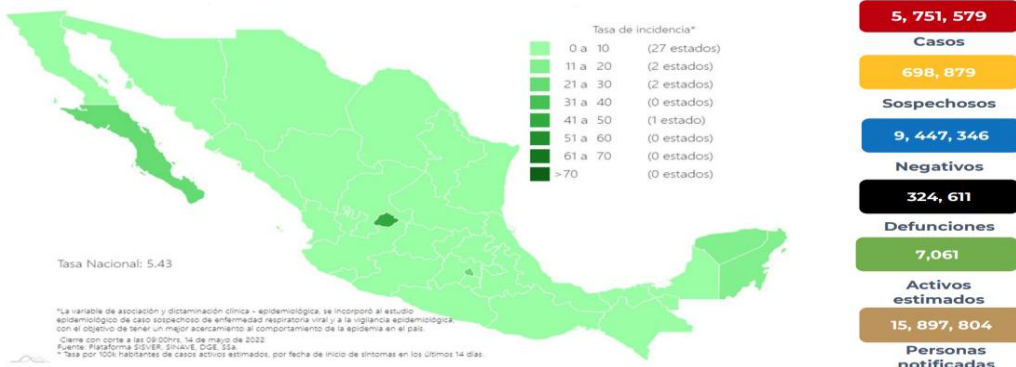 Tasa de incidencia*
0 a 10 (27 estados)
11 a 20 (2 estados)
21 a 30 (2 estados)
31 a 40 (0 estados)
41 a 50 (1 estado)
51 a 60 (0 estados)
61 a 70 (0 estados)
>70 (0 estados)
Tasa Nacional: 5.43
*La variable de asociación y dictaminación clínica – epidemiológica, se incorporó al estudio
epidemiológico de caso sospechoso de enfermedad respiratoria viral y a la vigilancia epidemiológica,
con el objetivo de tener un mejor acercamiento al comportamiento de la epidemia en el país.
Cierre con corte a las 09:00hrs, 14 de mayo de 2022
Fuente: Plataforma SISVER, SINAVE, DGE, SSa.
* Tasa por 100k habitantes de casos activos estimados, por fecha de inicio de síntomas en los últimos 14 días.
5, 751, 579
Casos
698, 879
Sospechosos
9, 447, 346
Negativos
324, 611
Defunciones
7,061
Activos
estimados
15, 897, 804
Personas
notificadas